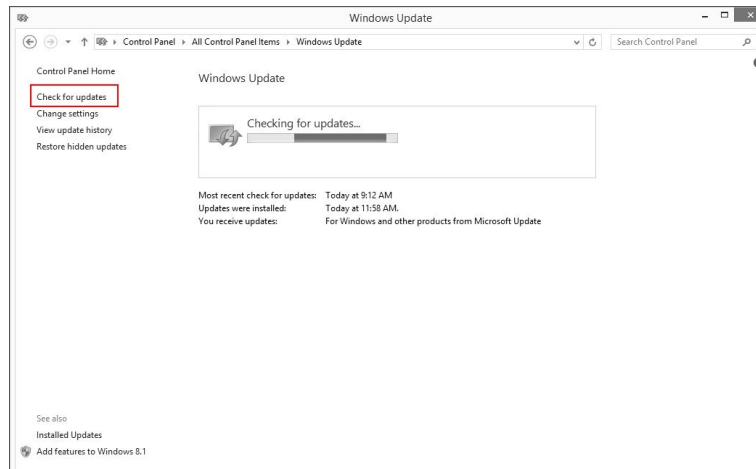 Windows Update
Control Panel ▸ All Control Panel Items ▸ Windows Update
Search Control Panel
Control Panel Home
Check for updates
Change settings
View update history
Restore hidden updates
Windows Update
Checking for updates...
Most recent check for updates: Today at 9:12 AM
Updates were installed: Today at 11:58 AM.
You receive updates: For Windows and other products from Microsoft Update
See also
Installed Updates
Add features to Windows 8.1